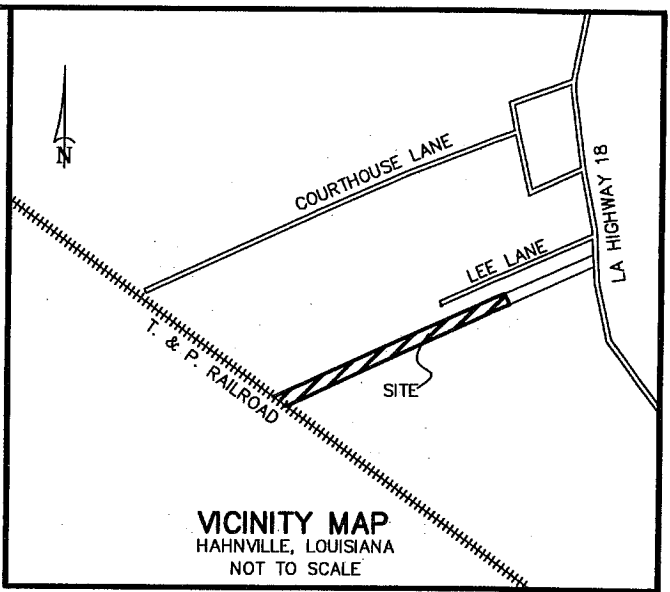 COURTHOUSE LANE
LA HIGHWAY 18
N
LEE LANE
T. & P. RAILROAD
SITE
VICINITY MAP
HAHNVILLE, LOUISIANA
NOT TO SCALE